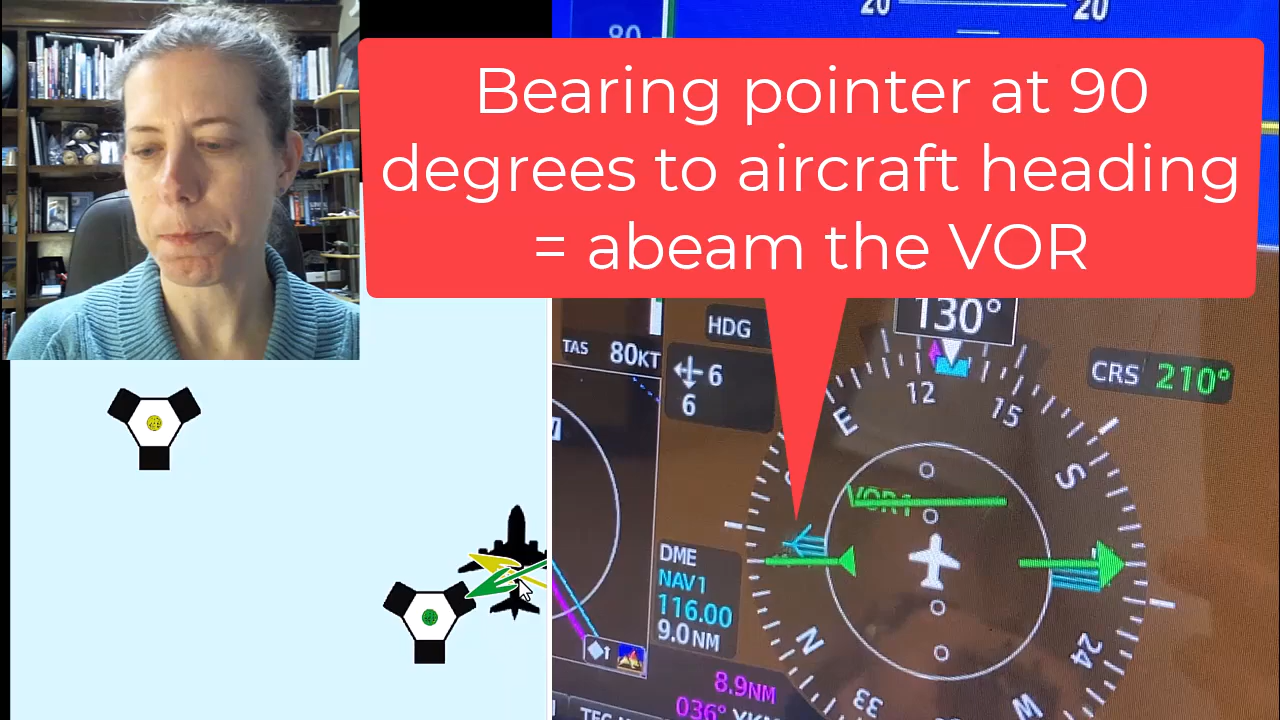 20 20
80
Bearing pointer at 90
degrees to aircraft heading
= abeam the VOR
130°
HDG
TAS 80KT
6
6
CRS 210°
12
15
E
S
VOR1
DME
NAV1
116.00
9.0NM
N
24
33
W
8.9NM
036°